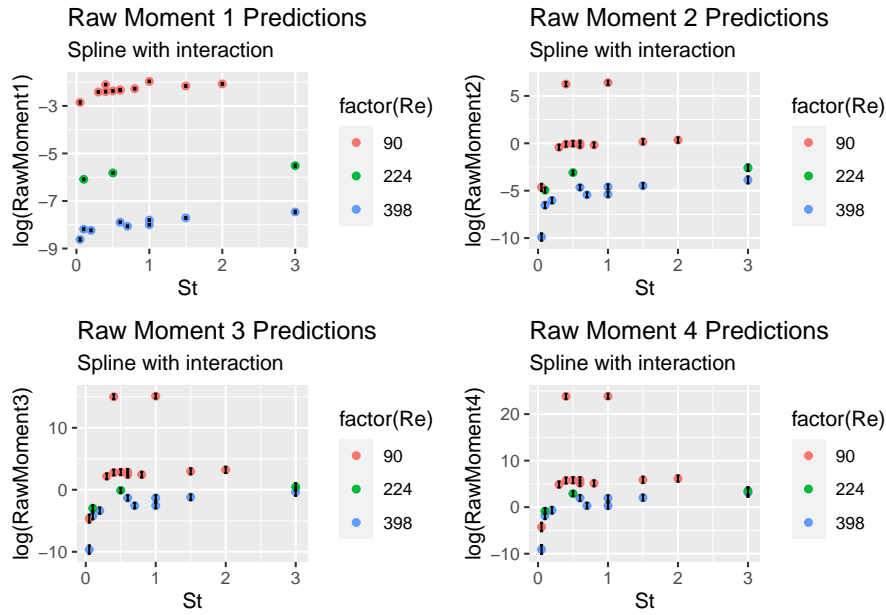 Raw Moment 1 Predictions
Spline with interaction
log(RawMoment1)
−3
−5
−7
−9
0
1
2
3
St
factor(Re)
90
224
398
Raw Moment 2 Predictions
Spline with interaction
log(RawMoment2)
5
0
−5
−10
0
1
2
3
St
factor(Re)
90
224
398
Raw Moment 3 Predictions
Spline with interaction
log(RawMoment3)
10
0
−10
0
1
2
3
St
factor(Re)
90
224
398
Raw Moment 4 Predictions
Spline with interaction
log(RawMoment4)
20
10
0
−10
0
1
2
3
St
factor(Re)
90
224
398